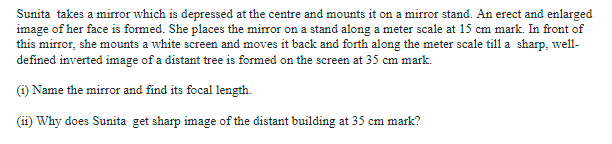 Sunita takes a mirror which is depressed at the centre and mounts it on a mirror stand. An erect and enlarged
image of her face is formed. She places the mirror on a stand along a meter scale at 15 cm mark. In front of
this mirror, she mounts a white screen and moves it back and forth along the meter scale till a sharp, well-
defined inverted image of a distant tree is formed on the screen at 35 cm mark.
(i) Name the mirror and find its focal length.
(ii) Why does Sunita get sharp image of the distant building at 35 cm mark?